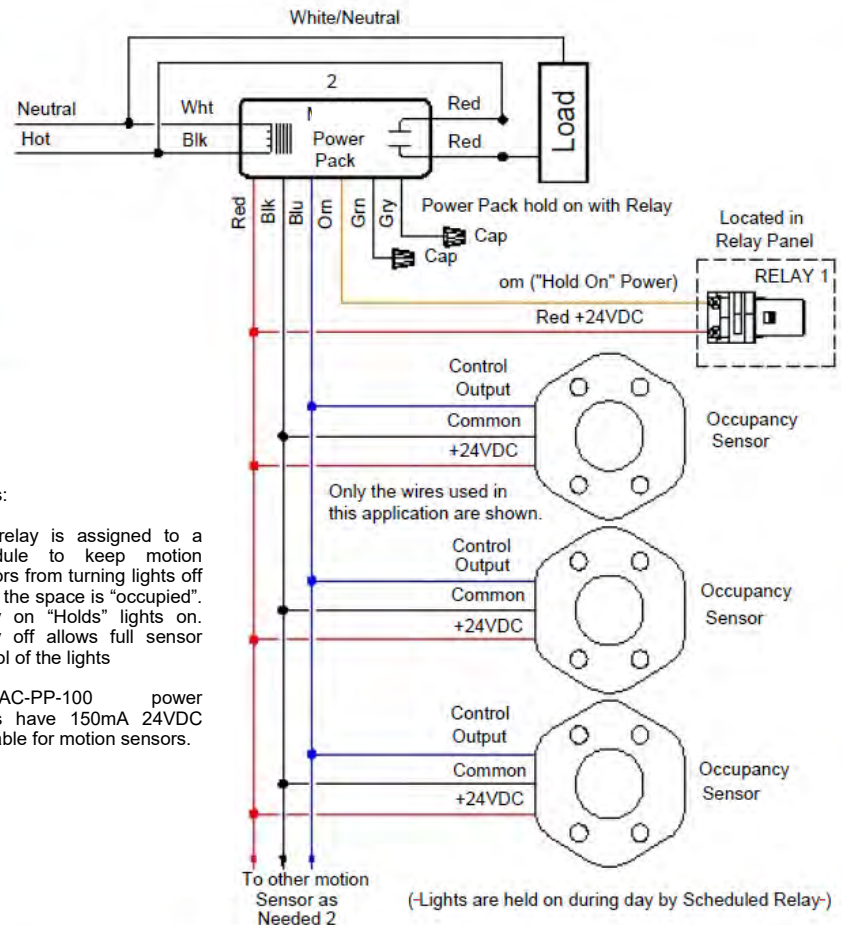 White/Neutral
2
Neutral
Wht
Red
Hot
Blk
Power
Pack
Red
Load
Red
Blk
Blu
Orn
Grn
Gry
Power Pack hold on with Relay
Cap
Cap
Located in
Relay Panel
RELAY 1
om ("Hold On" Power)
Red +24VDC
Control
Output
Common
+24VDC
Occupancy
Sensor
Only the wires used in
this application are shown.
s:
relay is assigned to a
dule to keep motion
ors from turning lights off
the space is “occupied”.
y on “Holds” lights on.
y off allows full sensor
ol of the lights
AC-PP-100 power
s have 150mA 24VDC
able for motion sensors.
Control
Output
Common
+24VDC
Occupancy
Sensor
Control
Output
Common
+24VDC
Occupancy
Sensor
To other motion
Sensor as
Needed 2
(-Lights are held on during day by Scheduled Relay-)